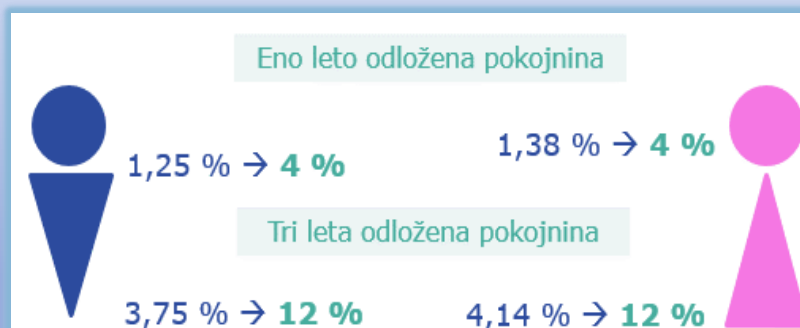 Eno leto odložena pokojnina
1,25 % → 4 %
1,38 % → 4 %
Tri leta odložena pokojnina
3,75 % → 12 %
4,14 % → 12 %